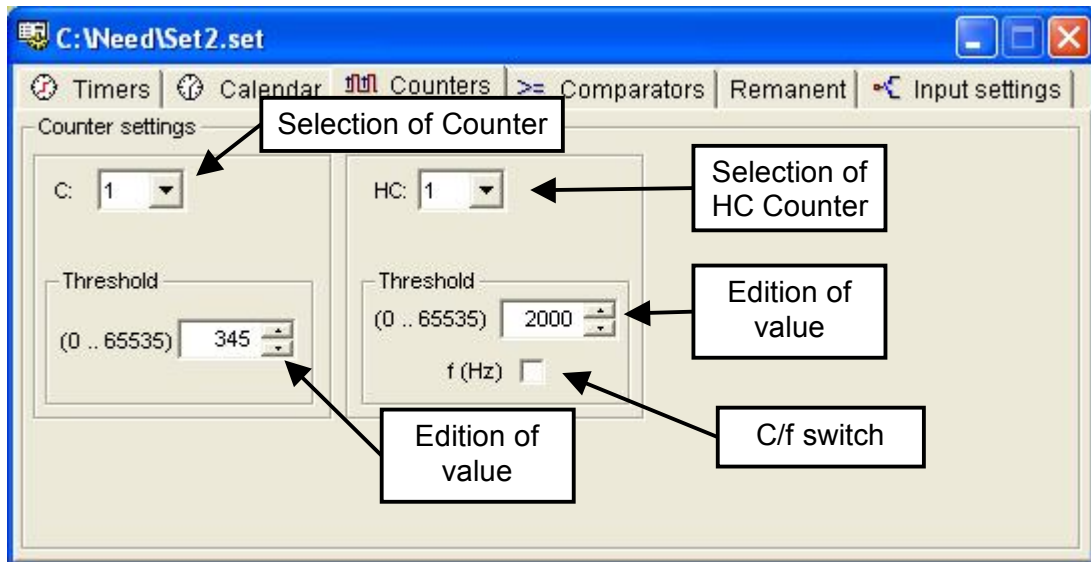 C:\Need\Set2.set
Timers Calendar Counters >= Comparators Remanent Input settings
Counter settings
Selection of Counter
C: 1
HC: 1
Selection of
HC Counter
Threshold
(0 .. 65535) 345
Threshold
(0 .. 65535) 2000
f (Hz)
Edition of
value
Edition of
value
C/f switch